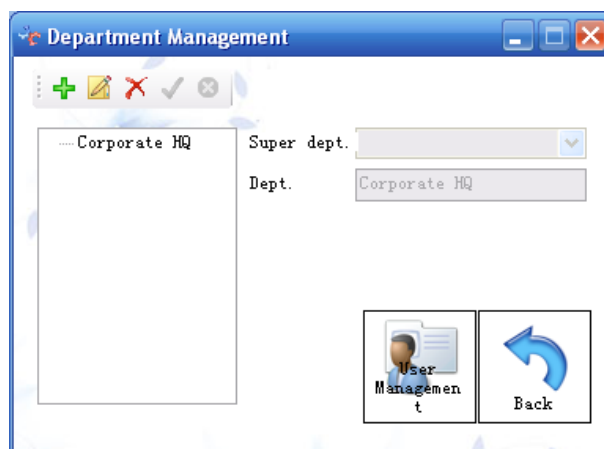 Department Management
Corporate HQ
Super dept.
Dept.
Corporate HQ
User
Managemen
t
Back